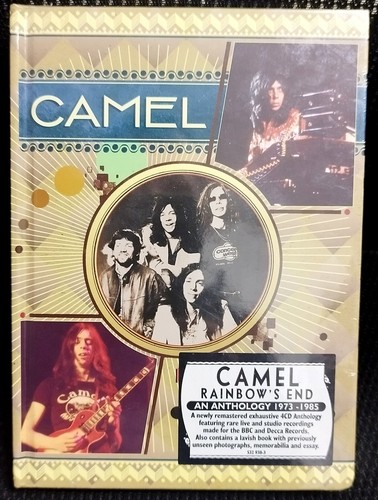 CAMEL
Camel
CAMEL
RAINBOW'S END
AN ANTHOLOGY 1973-1985
A newly remastered exhaustive 4CD Anthology
featuring rare live and studio recordings
made for the BBC and Decca Records.
Also contains a lavish book with previously
unseen photographs, memorabilia and essay.